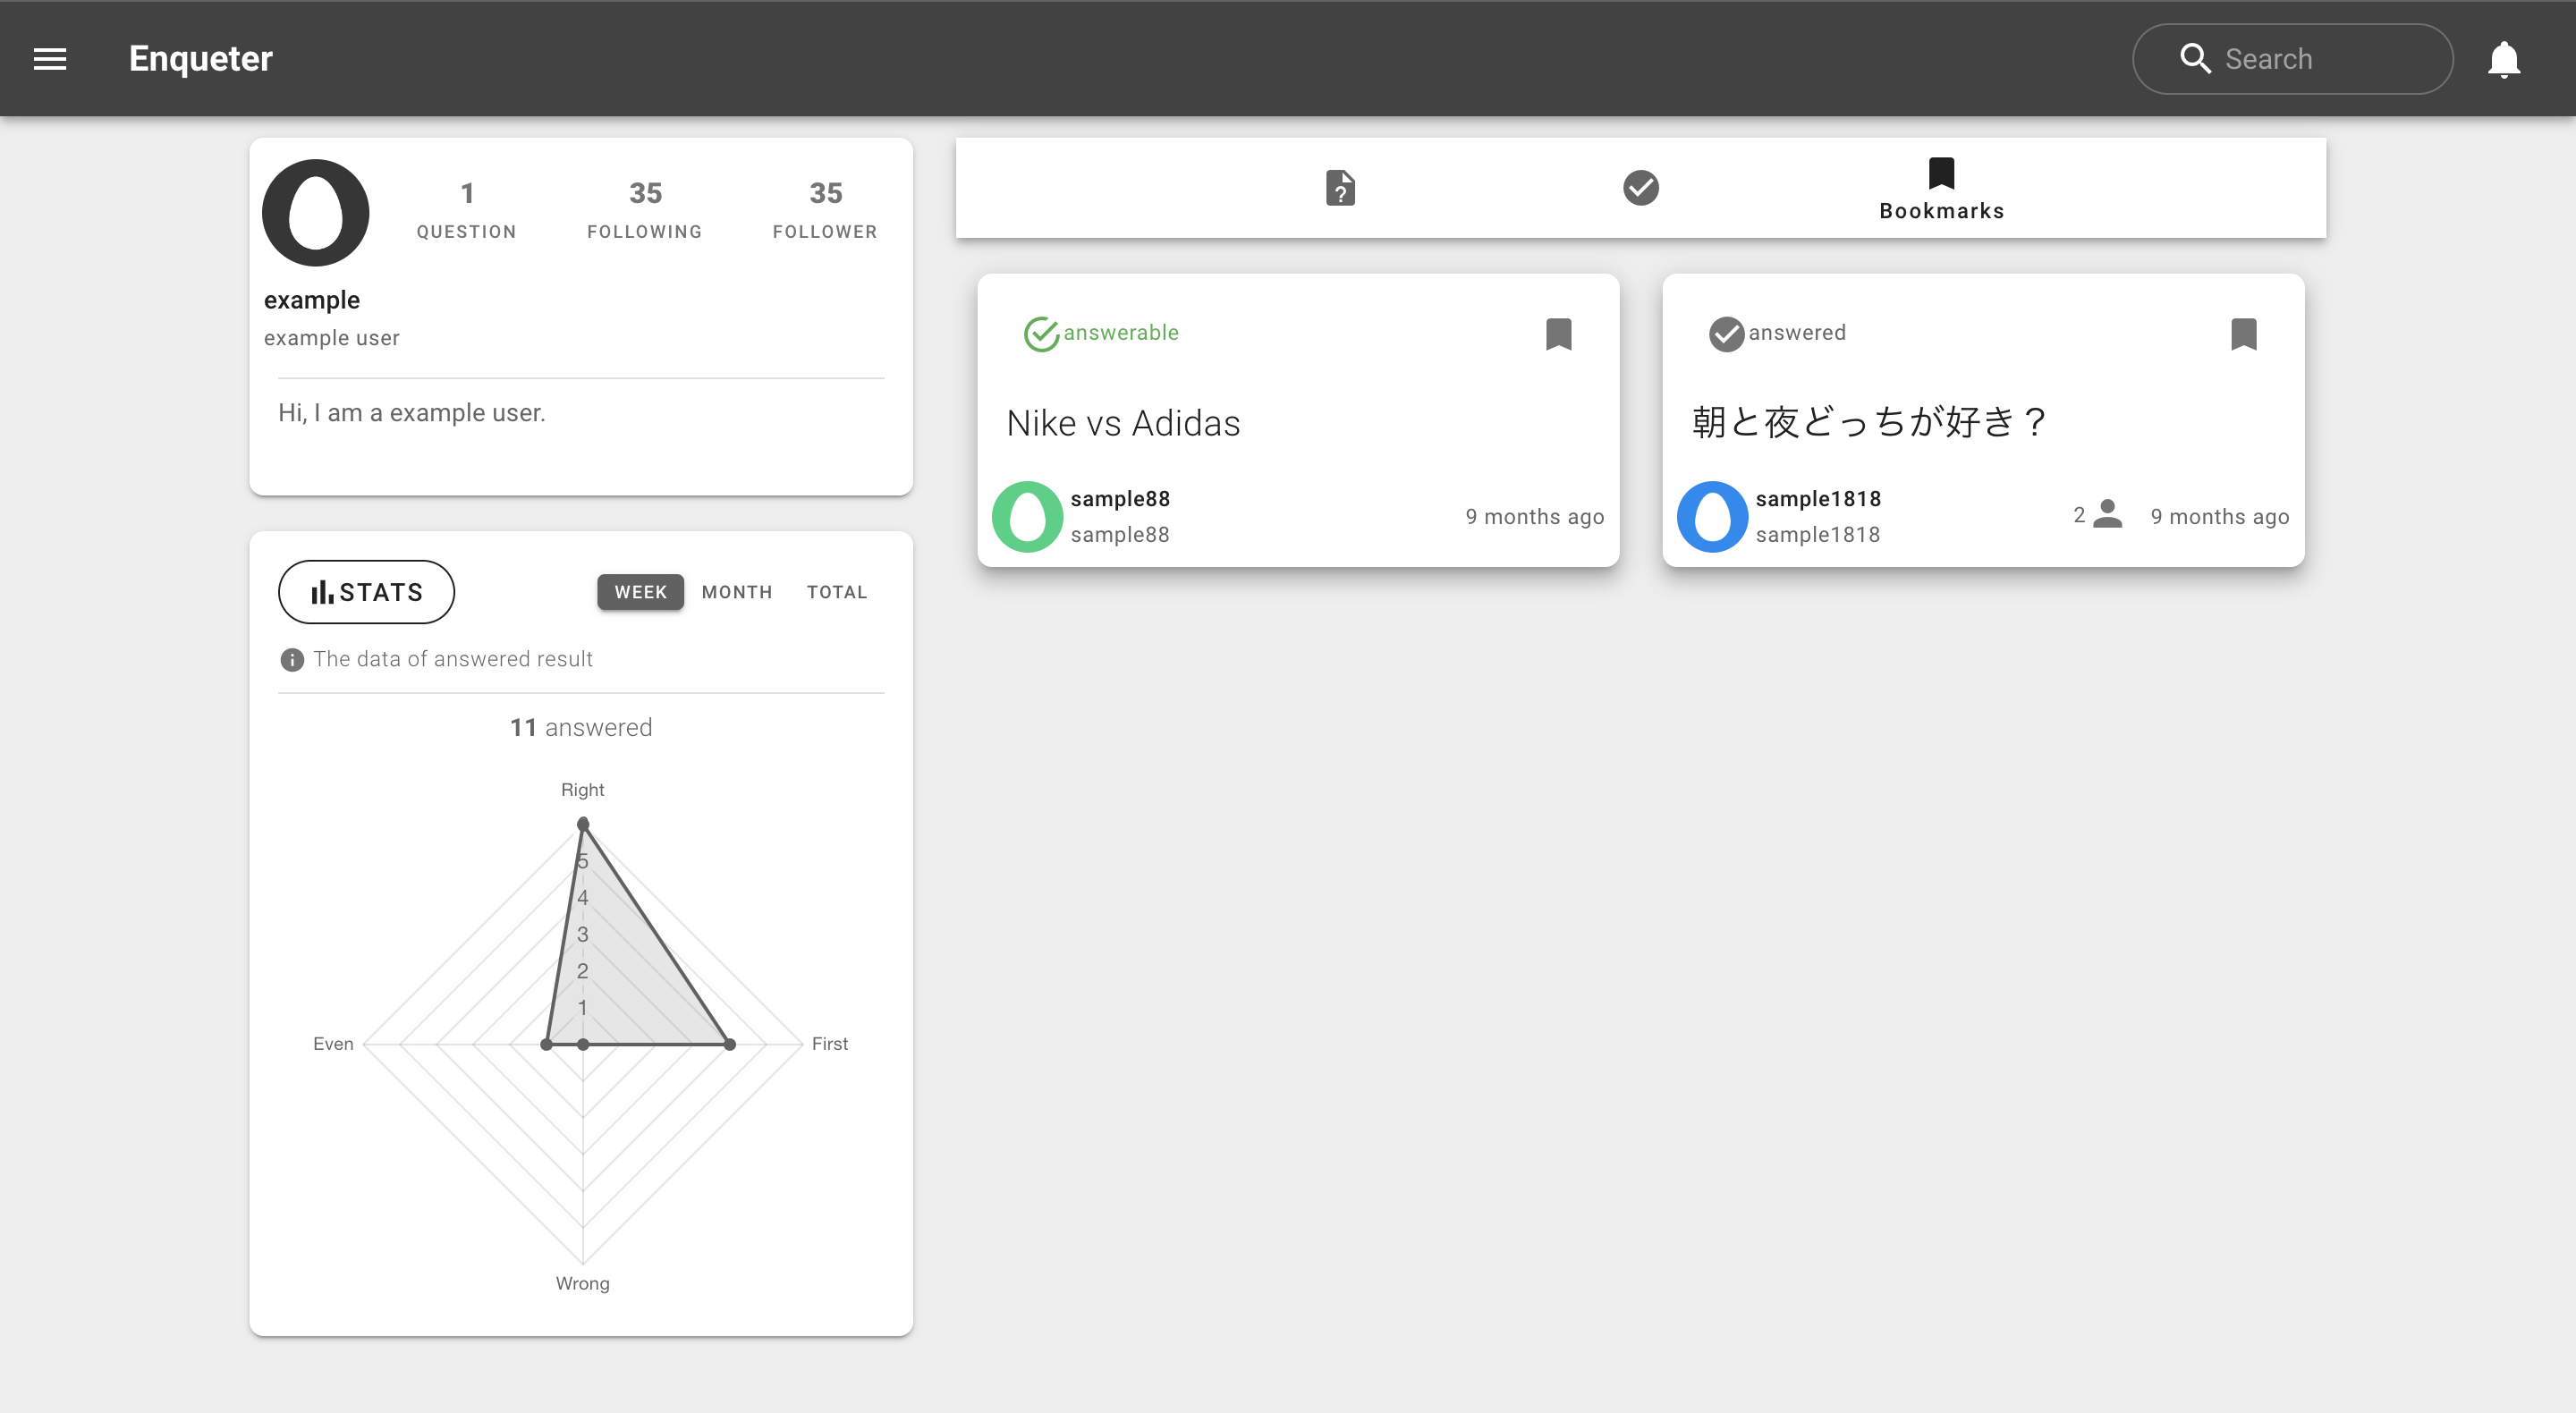 Enqueter
Search
1
QUESTION
35
FOLLOWING
35
FOLLOWER
example
example user
Hi, I am a example user.
STATS
WEEK
MONTH
TOTAL
The data of answered result
11 answered
Right
5
4
3
2
1
Even
First
Wrong
Bookmarks
answerable
Nike vs Adidas
sample88
sample88
9 months ago
answered
朝と夜どっちが好き？
sample1818
sample1818
2
9 months ago